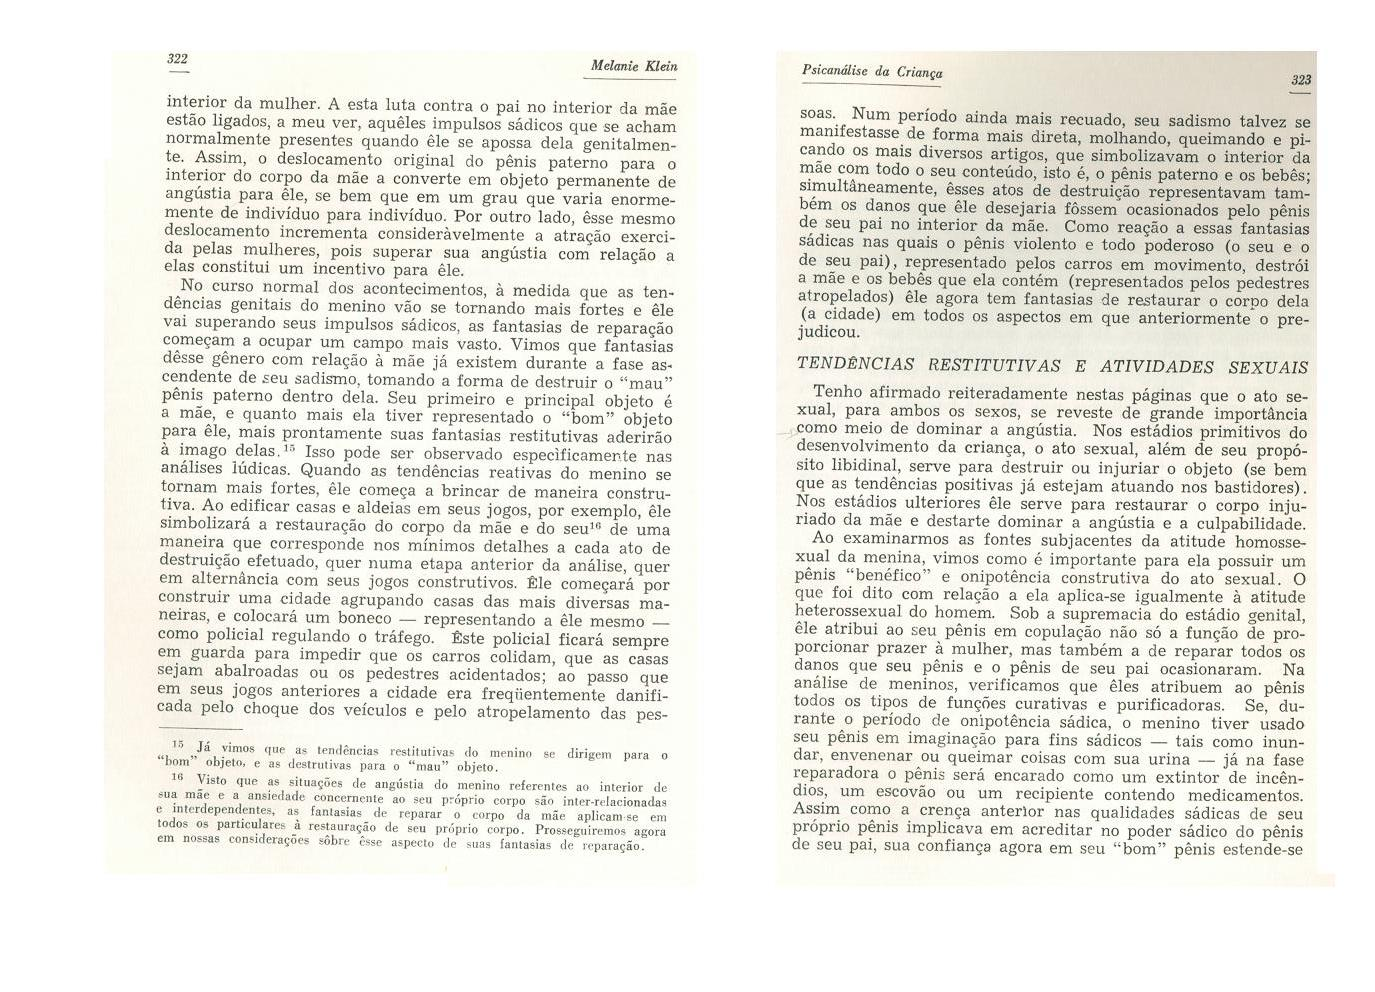 322
Melanie Klein
interior da mulher. A esta luta contra o pai no interior da mãe
estão ligados, a meu ver, aquêles impulsos sádicos que se acham
normalmente presentes quando êle se apossa dela genitalmen-
te. Assim, o deslocamento original do pênis paterno para o
interior do corpo da mãe a converte em objeto permanente de
angústia para êle, se bem que em um grau que varia enorme-
mente de indivíduo para indivíduo. Por outro lado, êsse mesmo
deslocamento incrementa consideràvelmente a atração exerci-
da pelas mulheres, pois superar sua angústia com relação a
elas constitui um incentivo para êle.
No curso normal dos acontecimentos, à medida que as ten-
dências genitais do menino vão se tornando mais fortes e êle
vai superando seus impulsos sádicos, as fantasias de reparação
começam a ocupar um campo mais vasto. Vimos que fantasias
dêsse gênero com relação à mãe já existem durante a fase as-
cendente de seu sadismo, tomando a forma de destruir o “mau”
pênis paterno dentro dela. Seu primeiro e principal objeto é
a mãe, e quanto mais ela tiver representado o “bom” objeto
para êle, mais prontamente suas fantasias restitutivas aderirão
à imago delas.15 Isso pode ser observado especìficamente nas
análises lúdicas. Quando as tendências reativas do menino se
tornam mais fortes, êle começa a brincar de maneira constru-
tiva. Ao edificar casas e aldeias em seus jogos, por exemplo, êle
simbolizará a restauração do corpo da mãe e do seu16 de uma
maneira que corresponde nos mínimos detalhes a cada ato de
destruição efetuado, quer numa etapa anterior da análise, quer
em alternância com seus jogos construtivos. Êle começará por
construir uma cidade agrupando casas das mais diversas ma-
neiras, e colocará um boneco — representando a êle mesmo —
como policial regulando o tráfego. Êste policial ficará sempre
em guarda para impedir que os carros colidam, que as casas
sejam abalroadas ou os pedestres acidentados; ao passo que
em seus jogos anteriores a cidade era freqüentemente danifi-
cada pelo choque dos veículos e pelo atropelamento das pes-
15 Já vimos que as tendências restitutivas do menino se dirigem para o
“bom” objeto, e as destrutivas para o “mau” objeto.
16 Visto que as situações de angústia do menino referentes ao interior de
sua mãe e a ansiedade concernente ao seu próprio corpo são inter-relacionadas
e interdependentes, as fantasias de reparar o corpo da mãe aplicam-se em
todos os particulares à restauração de seu próprio corpo. Prosseguiremos agora
em nossas considerações sôbre êsse aspecto de suas fantasias de reparação.
Psicanálise da Criança
323
soas. Num período ainda mais recuado, seu sadismo talvez se
manifestasse de forma mais direta, molhando, queimando e pi-
cando os mais diversos artigos, que simbolizavam o interior da
mãe com todo o seu conteúdo, isto é, o pênis paterno e os bebês;
simultâneamente, êsses atos de destruição representavam tam-
bém os danos que êle desejaria fôssem ocasionados pelo pênis
de seu pai no interior da mãe. Como reação a essas fantasias
sádicas nas quais o pênis violento e todo poderoso (o seu e o
de seu pai), representado pelos carros em movimento, destrói
a mãe e os bebês que ela contém (representados pelos pedestres
atropelados) êle agora tem fantasias de restaurar o corpo dela
(a cidade) em todos os aspectos em que anteriormente o pre-
judicou.
TENDÊNCIAS RESTITUTIVAS E ATIVIDADES SEXUAIS
Tenho afirmado reiteradamente nestas páginas que o ato se-
xual, para ambos os sexos, se reveste de grande importância
como meio de dominar a angústia. Nos estádios primitivos do
desenvolvimento da criança, o ato sexual, além de seu propó-
sito libidinal, serve para destruir ou injuriar o objeto (se bem
que as tendências positivas já estejam atuando nos bastidores).
Nos estádios ulteriores êle serve para restaurar o corpo inju-
riado da mãe e destarte dominar a angústia e a culpabilidade.
Ao examinarmos as fontes subjacentes da atitude homosse-
xual da menina, vimos como é importante para ela possuir um
pênis “benéfico” e onipotência construtiva do ato sexual. O
que foi dito com relação a ela aplica-se igualmente à atitude
heterossexual do homem. Sob a supremacia do estádio genital,
êle atribui ao seu pênis em copulação não só a função de pro-
porcionar prazer à mulher, mas também a de reparar todos os
danos que seu pênis e o pênis de seu pai ocasionaram. Na
análise de meninos, verificamos que êles atribuem ao pênis
todos os tipos de funções curativas e purificadoras. Se, du-
rante o período de onipotência sádica, o menino tiver usado
seu pênis em imaginação para fins sádicos — tais como inun-
dar, envenenar ou queimar coisas com sua urina — já na fase
reparadora o pênis será encarado como um extintor de incên-
dios, um escovão ou um recipiente contendo medicamentos.
Assim como a crença anterior nas qualidades sádicas de seu
próprio pênis implicava em acreditar no poder sádico do pênis
de seu pai, sua confiança agora em seu “bom” pênis estende-se